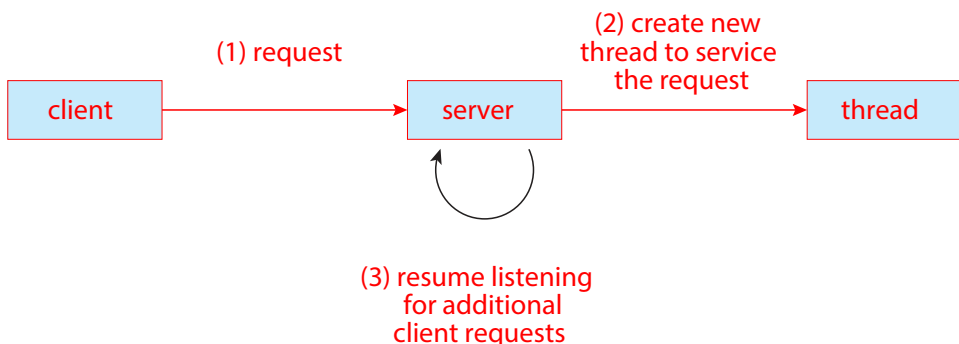 (1) request
(2) create new
thread to service
the request
client
server
thread
(3) resume listening
for additional
client requests